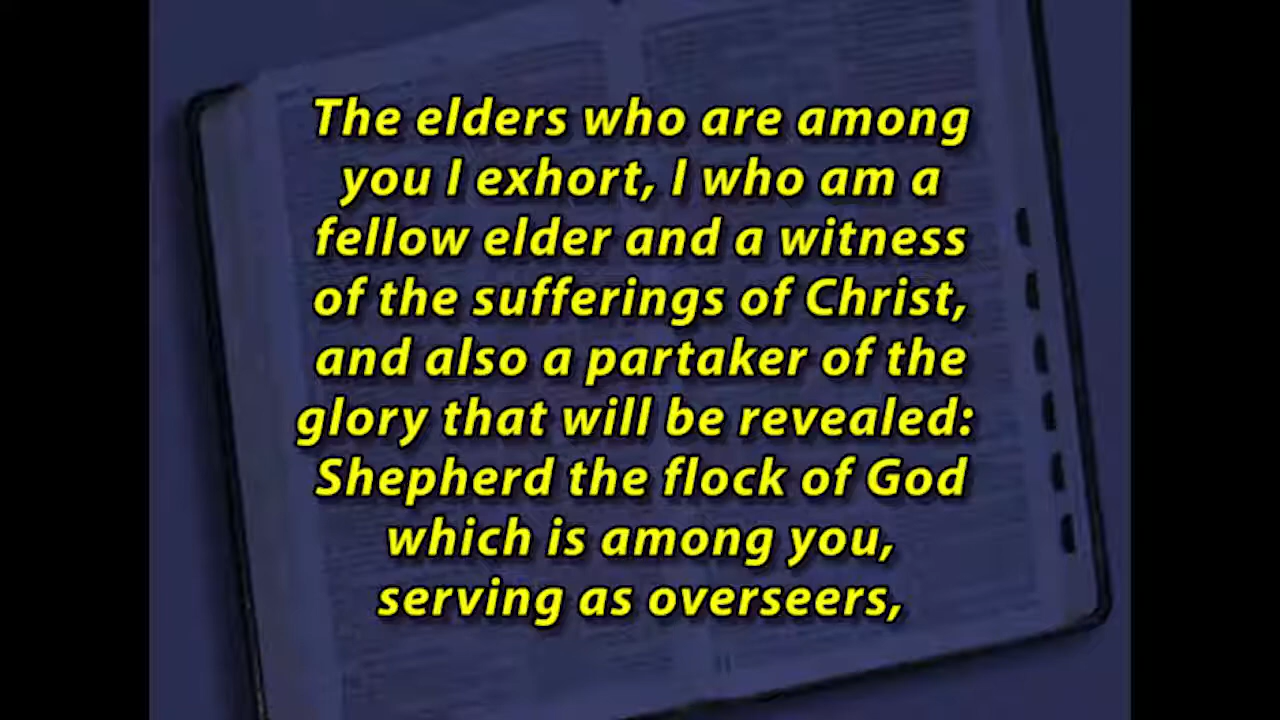 The elders who are among
you I exhort, I who am a
fellow elder and a witness
of the sufferings of Christ,
and also a partaker of the
glory that will be revealed:
Shepherd the flock of God
which is among you,
serving as overseers,